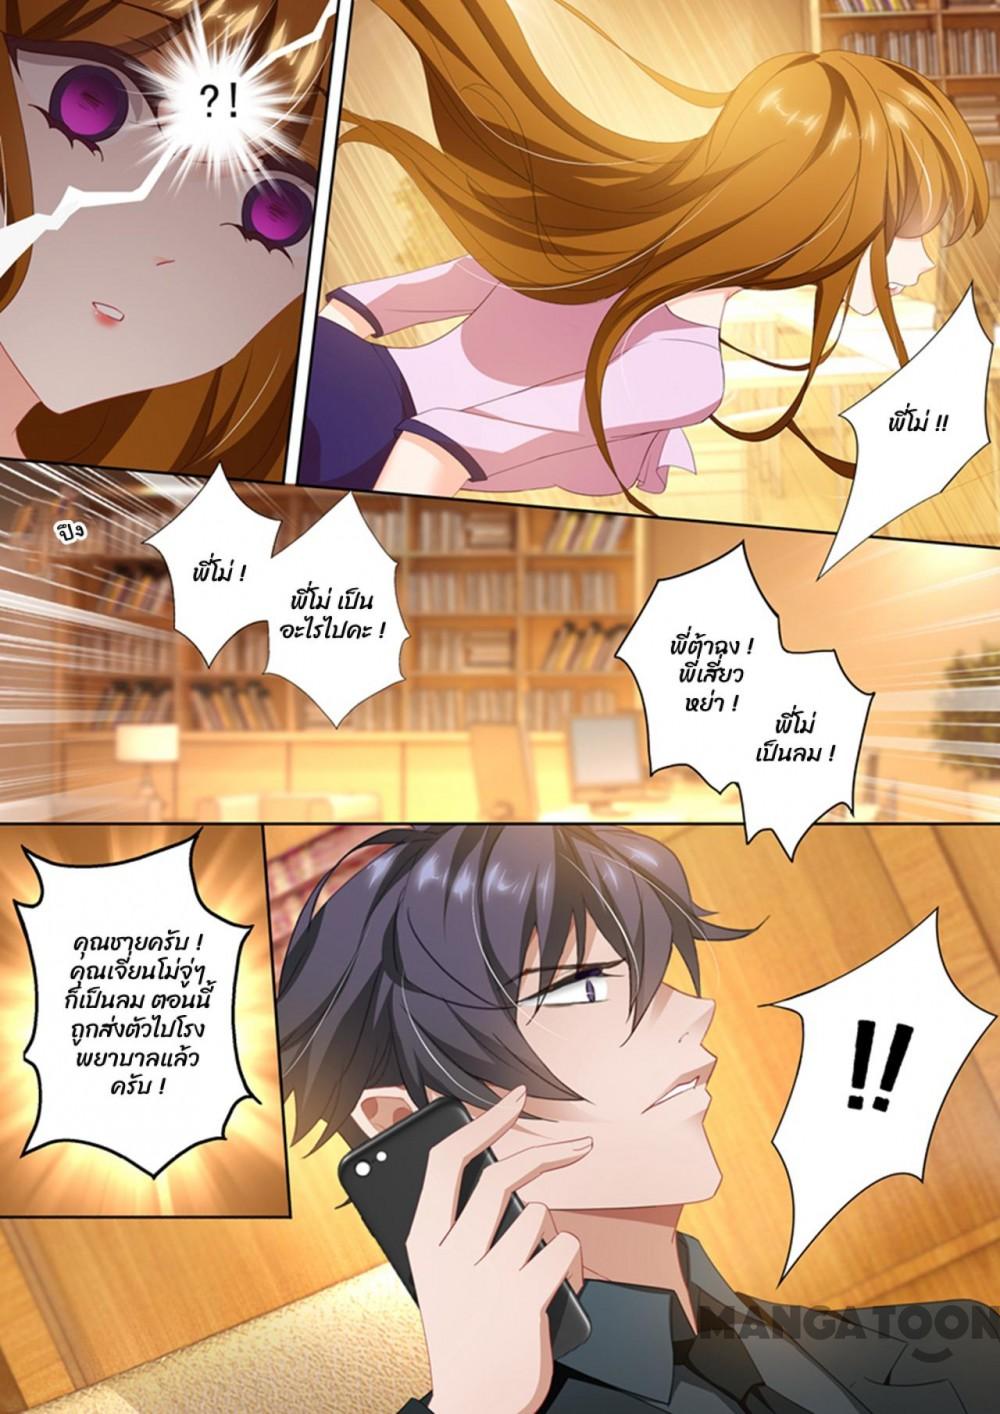 ?!
พี่โม่ !!
ปึง
พี่โม่ !
พี่โม่ เป็น
อะไรไปคะ !
พี่ต้าฉง !
พี่เสี่ยว
หย่า !
พี่โม่
เป็นลม !
คุณชายครับ !
คุณเจี่ยนโม่จู่ๆ
ก็เป็นลม ตอนนี้
ถูกส่งตัวไปโรง
พยาบาลแล้ว
ครับ !
!!
MANGATOON